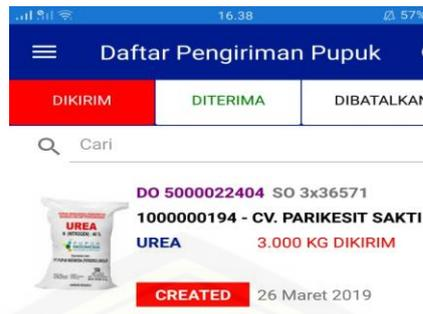 16.38 57%
Daftar Pengiriman Pupuk
DIKIRIM DITERIMA DIBATALKAN
Cari
DO 5000022404 SO 3x36571
1000000194 - CV. PARIKESIT SAKTI
UREA 3.000 KG DIKIRIM
CREATED 26 Maret 2019
UREA